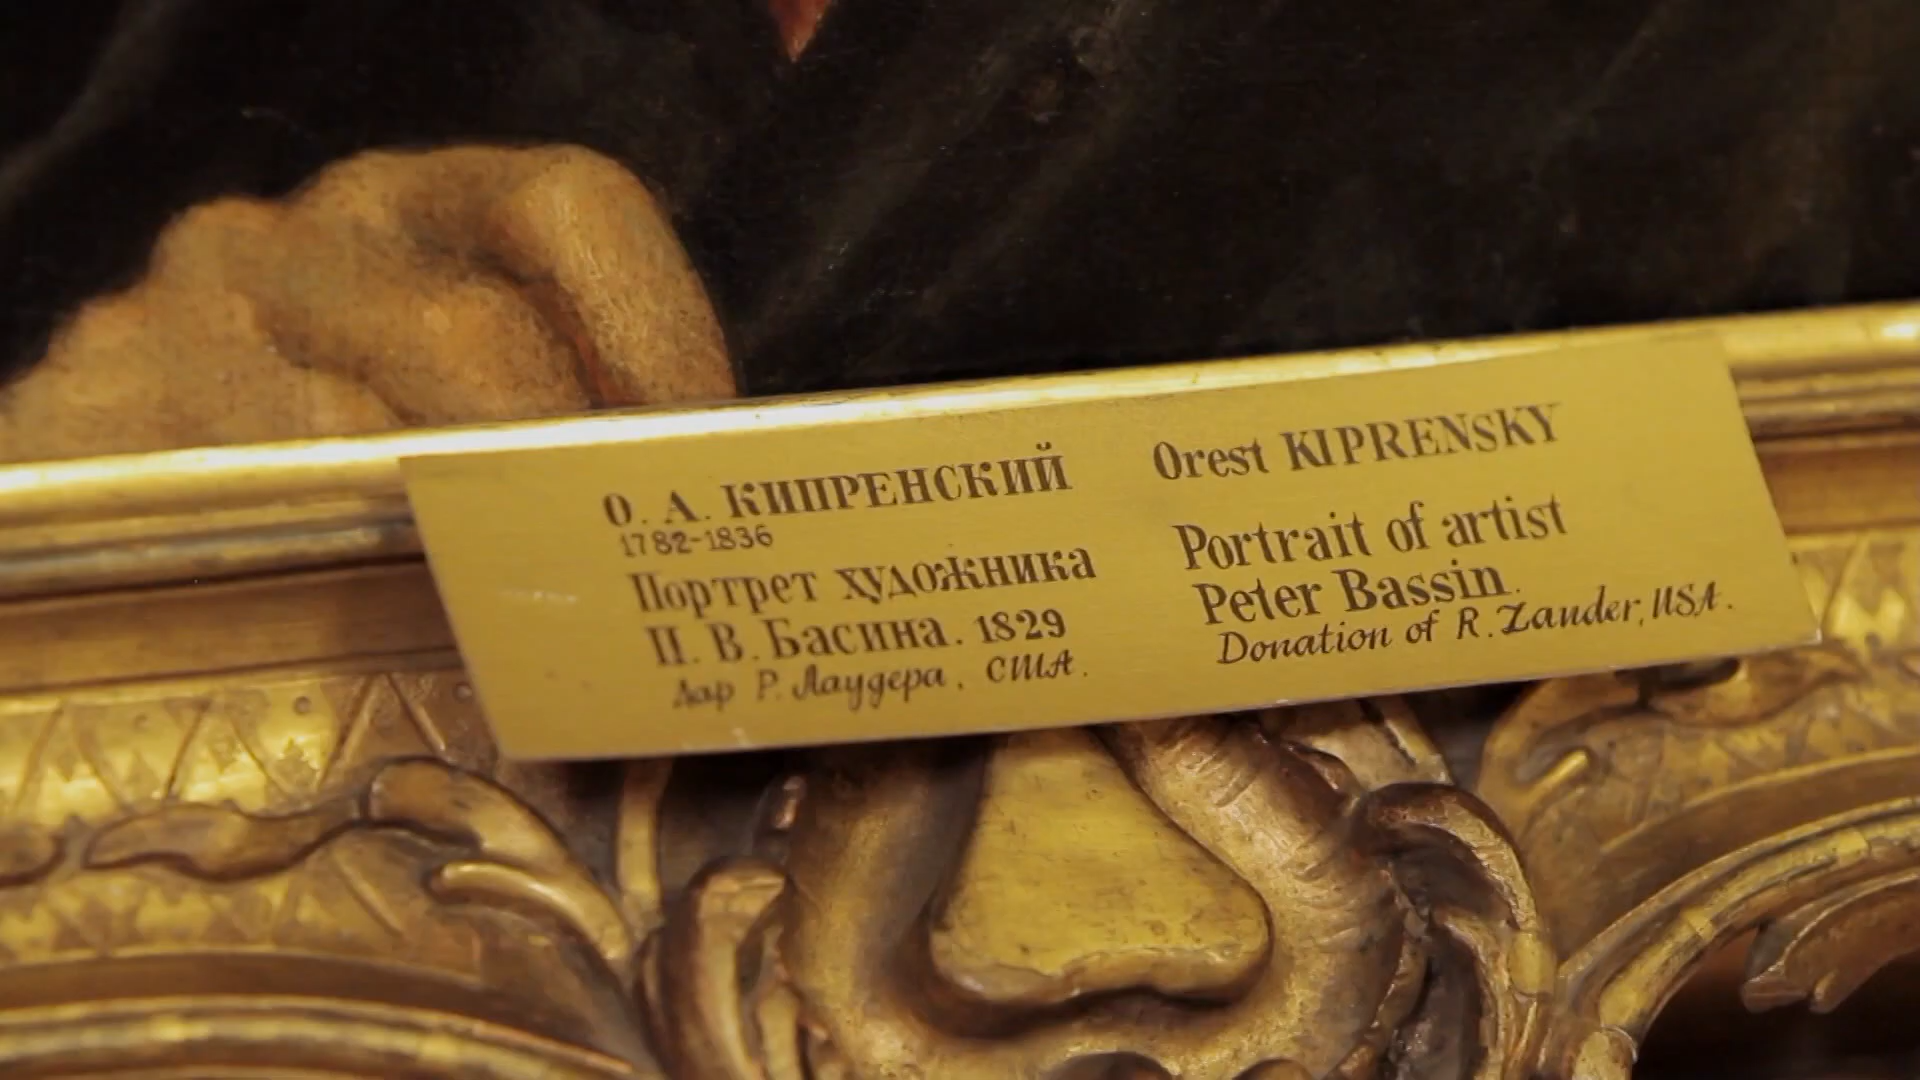 О. А. КИПРЕНСКИЙ
1782-1836
Портрет художника
П. В. Басина. 1829
Дар Р. Лаудера, США.
Orest KIPRENSKY
Portrait of artist
Peter Bassin.
Donation of R. Zauder, USA.